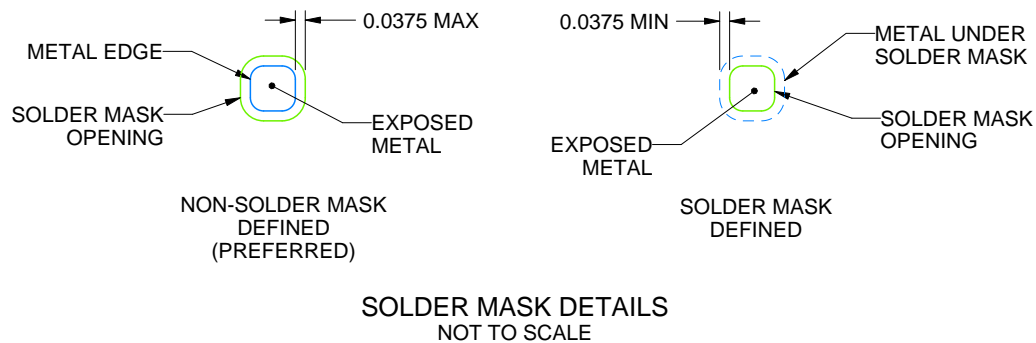 0.0375 MAX
METAL EDGE
SOLDER MASK
OPENING
EXPOSED
METAL
NON-SOLDER MASK
DEFINED
(PREFERRED)
0.0375 MIN
METAL UNDER
SOLDER MASK
SOLDER MASK
OPENING
EXPOSED
METAL
SOLDER MASK
DEFINED
SOLDER MASK DETAILS
NOT TO SCALE